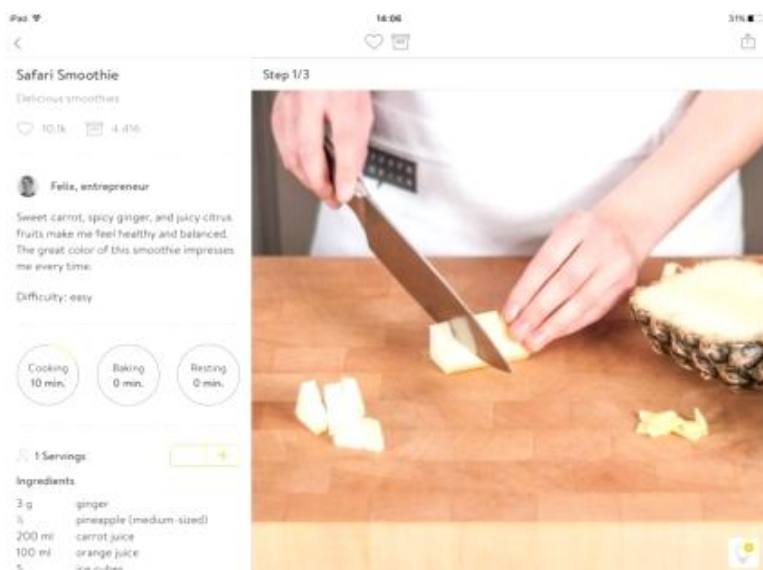 iPad
14:06
31%
Safari Smoothie
Step 1/3
Delicious smoothies
10.1k
4.416
Felix, entrepreneur
Sweet carrot, spicy ginger, and juicy citrus
fruits make me feel healthy and balanced.
The great color of this smoothie impresses
me every time.
Difficulty: easy
Cooking
10 min.
Baking
0 min.
Resting
0 min.
1 Servings
+
Ingredients
3 g ginger
pineapple (medium-sized)
200 ml carrot juice
100 ml orange juice
5 ice cubes